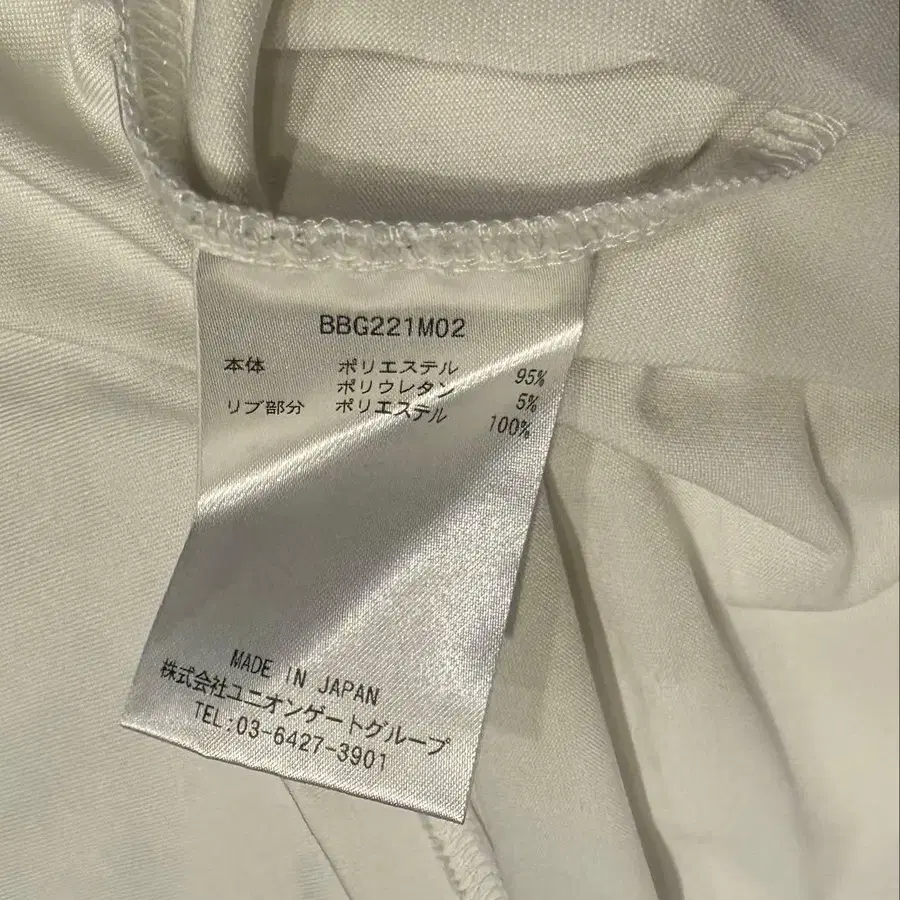 BBG221M02
本体 ポリエステル 95%
ポリウレタン 5%
リブ部分 ポリエステル 100%
MADE IN JAPAN
株式会社ユニオンゲートグループ
TEL:03-6427-3901